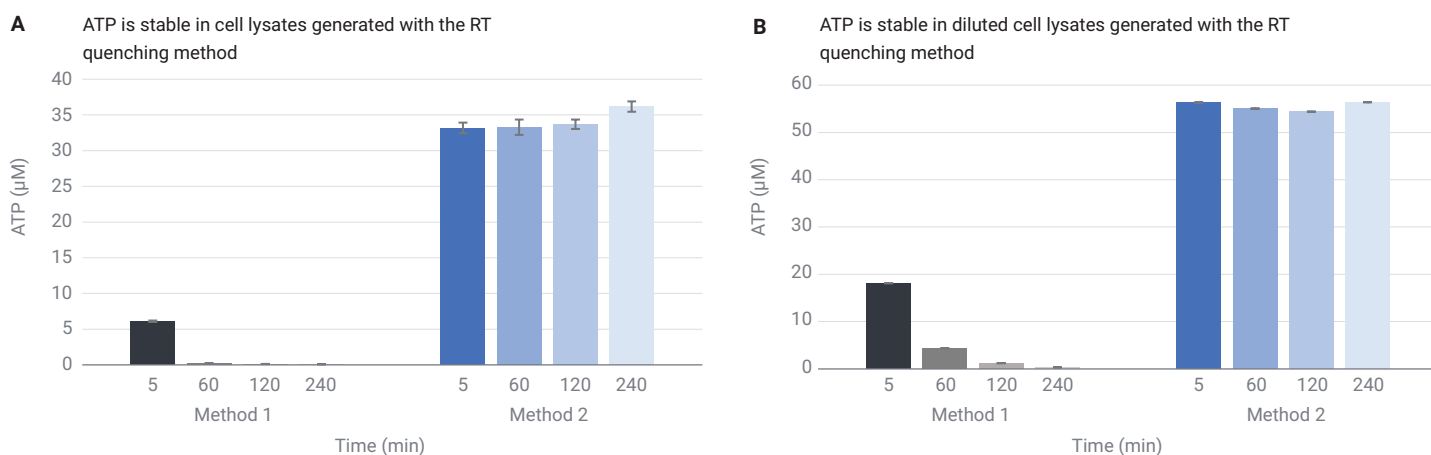 A
ATP is stable in cell lysates generated with the RT
quenching method
40
35
30
25
20
15
10
5
0
ATP (µM)
5 60 120 240 5 60 120 240
Method 1 Method 2
Time (min)
B
ATP is stable in diluted cell lysates generated with the RT
quenching method
60
50
40
30
20
10
0
ATP (µM)
5 60 120 240 5 60 120 240
Method 1 Method 2
Time (min)